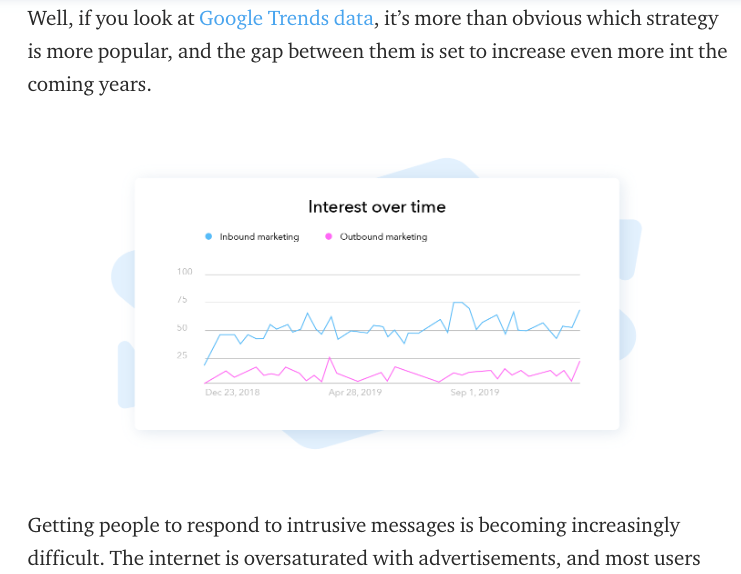 Well, if you look at Google Trends data, it’s more than obvious which strategy
is more popular, and the gap between them is set to increase even more int the
coming years.
Interest over time
Inbound marketing Outbound marketing
100
75
50
25
Dec 23, 2018 Apr 28, 2019 Sep 1, 2019
Getting people to respond to intrusive messages is becoming increasingly
difficult. The internet is oversaturated with advertisements, and most users